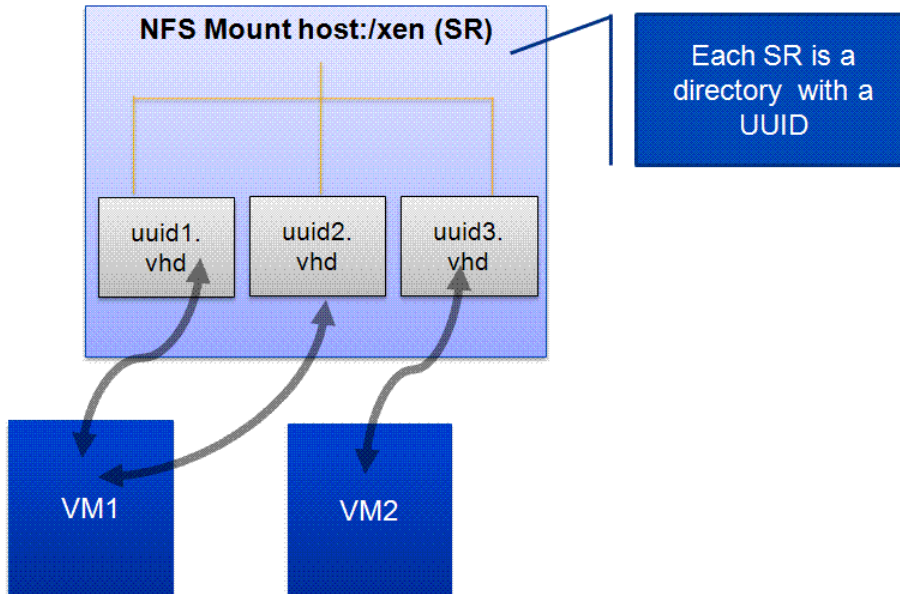 NFS Mount host:/xen (SR)
Each SR is a
directory with a
UUID
uuid1.
vhd
uuid2.
vhd
uuid3.
vhd
VM1
VM2